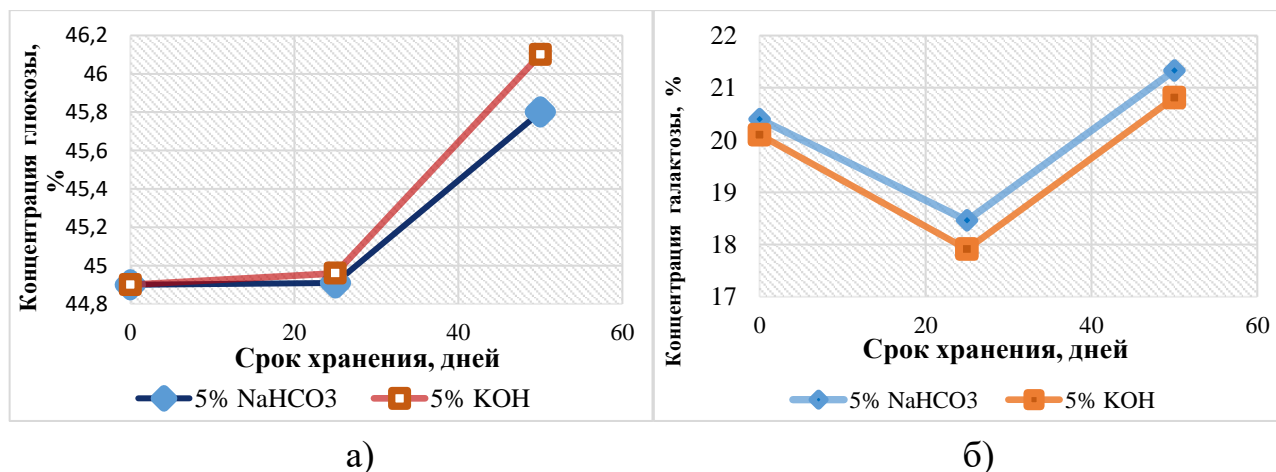 Концентрация глюкозы,
%
46,2
46
45,8
45,6
45,4
45,2
45
44,8
0 20 40 60
Срок хранения, дней
5% NaHCO3 5% KOH
а)
Концентрация галактозы, %
22
21
20
19
18
17
0 20 40 60
Срок хранения, дней
5% NaHCO3 5% KOH
б)